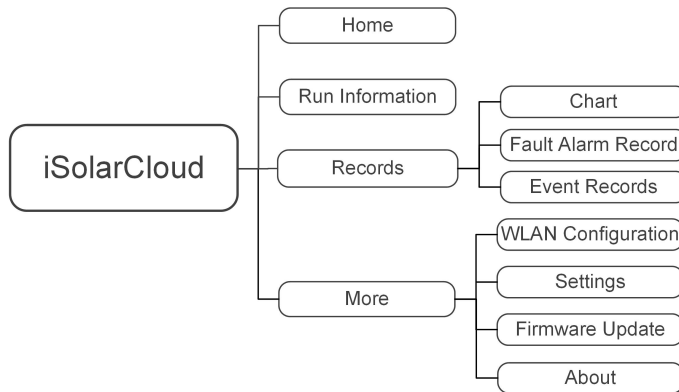 iSolarCloud
Home
Run Information
Records
Chart
Fault Alarm Record
Event Records
More
WLAN Configuration
Settings
Firmware Update
About